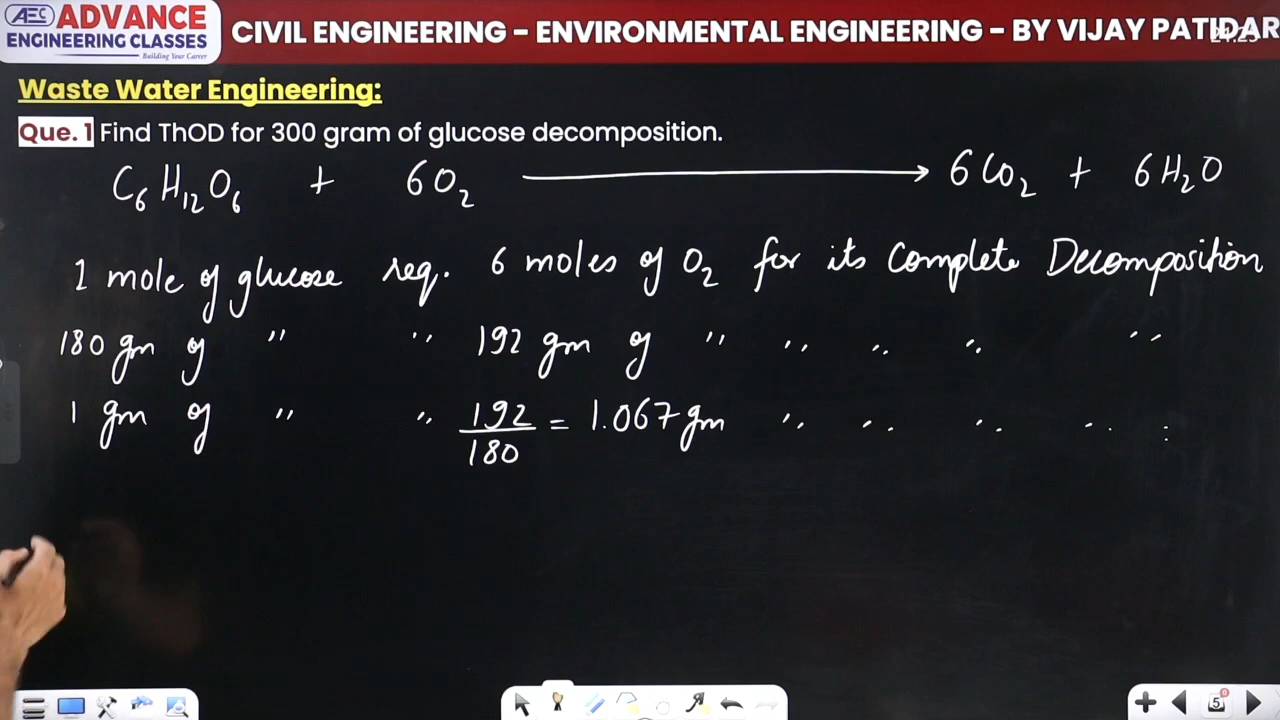 AEC ADVANCE
ENGINEERING CLASSES
Building Your Career
CIVIL ENGINEERING - ENVIRONMENTAL ENGINEERING - BY VIJAY PATIDAR
Waste Water Engineering:
Que. 1 Find ThOD for 300 gram of glucose decomposition.
C₆H₁₂O₆ + 6O₂ ⟶ 6CO₂ + 6H₂O
1 mole of glucose req. 6 moles of O₂ for its Complete Decomposition
180 gm of " " 192 gm of " " " " "
1 gm of " " 192/180 = 1.067 gm " " " " "
5